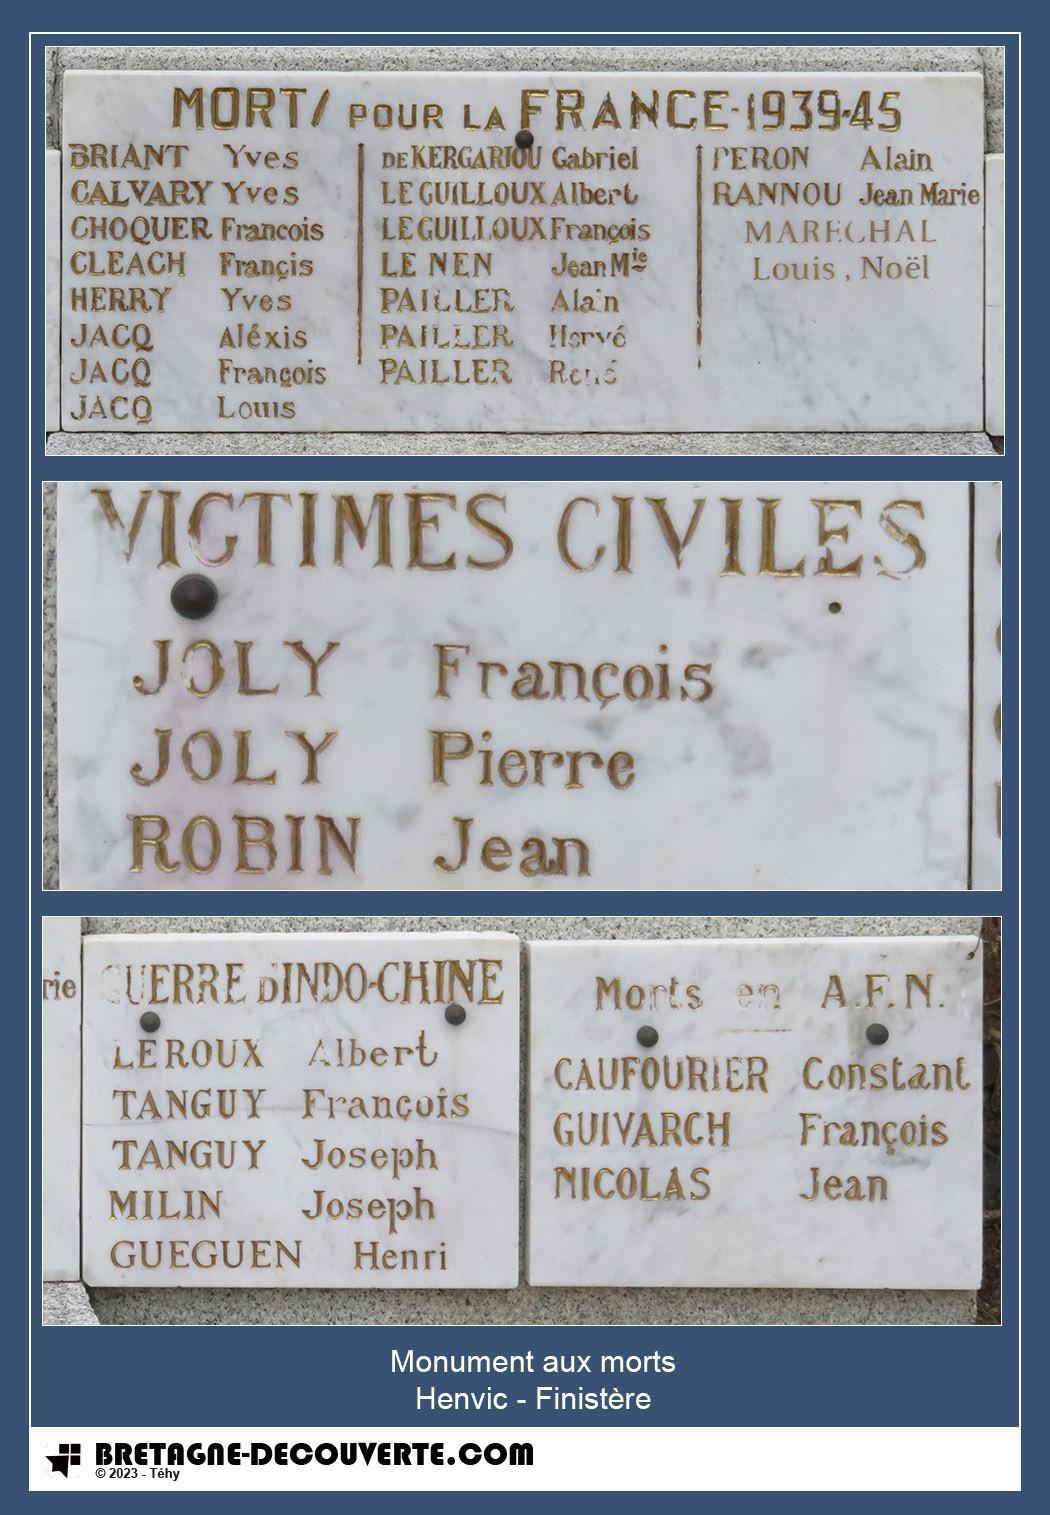 MORTS POUR LA FRANCE-1939-45
BRIANT Yves
CALVARY Yves
CHOQUER Francois
CLEACH Françis
HERRY Yves
JACQ Aléxis
JACQ François
JACQ Louis
DE KERGARIOU Gabriel
LE GUILLOUX Albert
LE GUILLOUX François
LE NEN Jean Mie
PAILLER Alain
PAILLER Hervé
PAILLER René
PERON Alain
RANNOU Jean Marie
MARECHAL
Louis, Noël
VICTIMES CIVILES
JOLY François
JOLY Pierre
ROBIN Jean
rie
GUERRE D'INDO-CHINE
LEROUX Albert
TANGUY François
TANGUY Joseph
MILIN Joseph
GUEGUEN Henri
Morts en A.F.N.
CAUFOURIER Constant
GUIVARCH François
NICOLAS Jean
Monument aux morts
Henvic - Finistère
BRETAGNE-DECOUVERTE.COM
© 2023 - Téhy